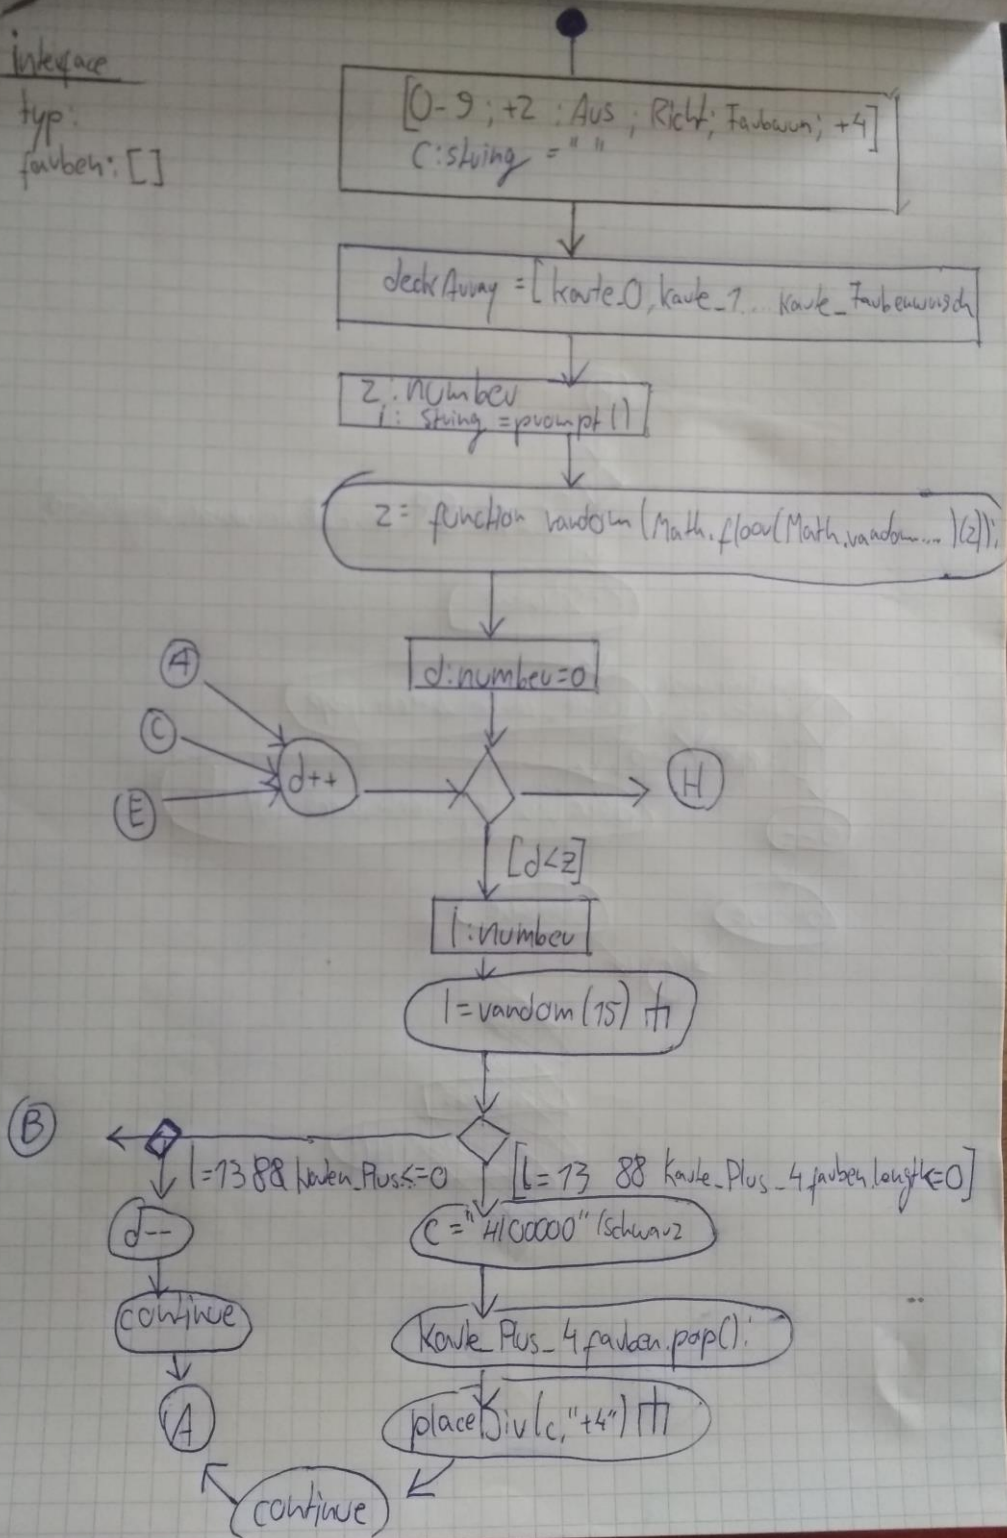 interface
typ:
farben: []
[0-9 ; +2 ; Aus ; Richt; Farbwun; +4]
C: string = " "
deckArray = [karte_0, karte_1... karte_Farbenwunsch
z: number
i: string = prompt()
z = function random (Math.floor(Math.random.... )(z));
d: number=0
A
C
E
d++
H
[d<z]
l: number
l = random (15)
B
l = 13 && Karten_Plus<=0
[l = 13 && Karte_Plus_4 farben.length<=0]
d--
c = "#000000" /schwarz
continue
Karte_Plus_4 farben.pop();
A
placeDiv(c, "+4")
continue